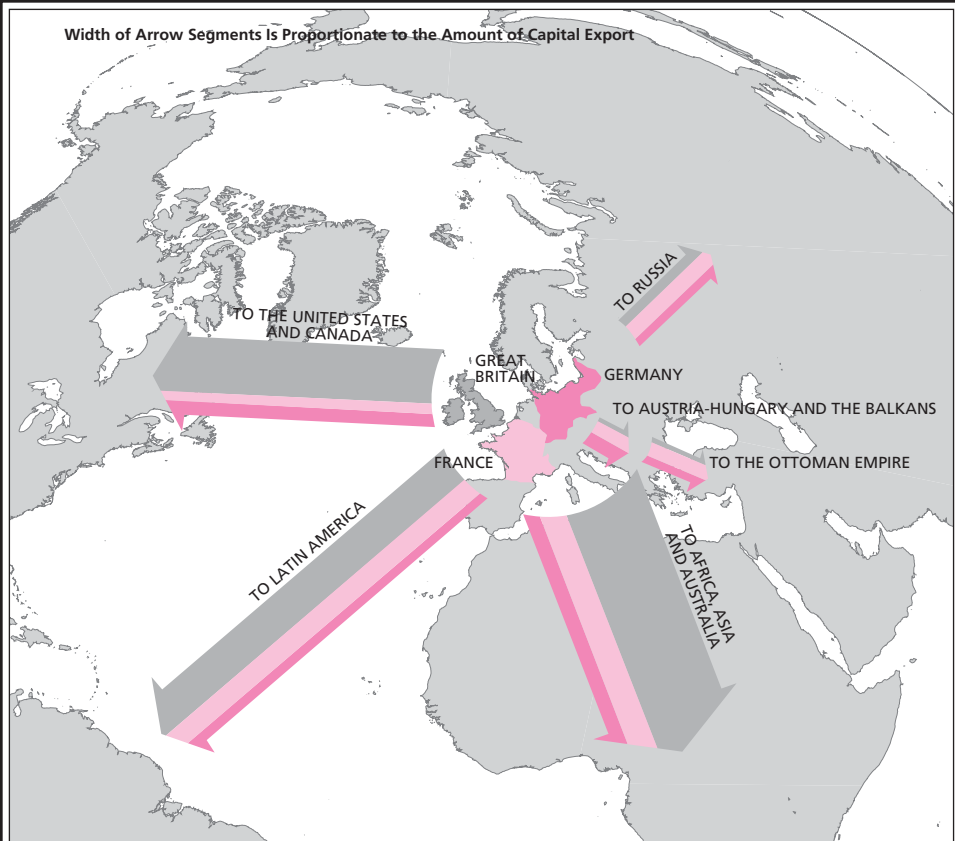 Width of Arrow Segments Is Proportionate to the Amount of Capital Export
TO RUSSIA
TO THE UNITED STATES
AND CANADA
GREAT
BRITAIN
GERMANY
TO AUSTRIA-HUNGARY AND THE BALKANS
FRANCE
TO THE OTTOMAN EMPIRE
TO LATIN AMERICA
TO AFRICA, ASIA
AND AUSTRALIA